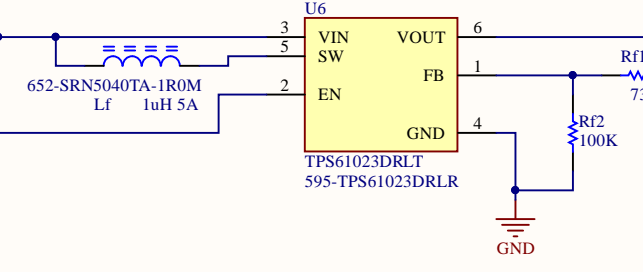 U6
3 VIN VOUT 6
5 SW
FB 1
2 EN
GND 4
652-SRN5040TA-1R0M
Lf 1uH 5A
Rf1
Rf2
100K
TPS61023DRLT
595-TPS61023DRLR
GND